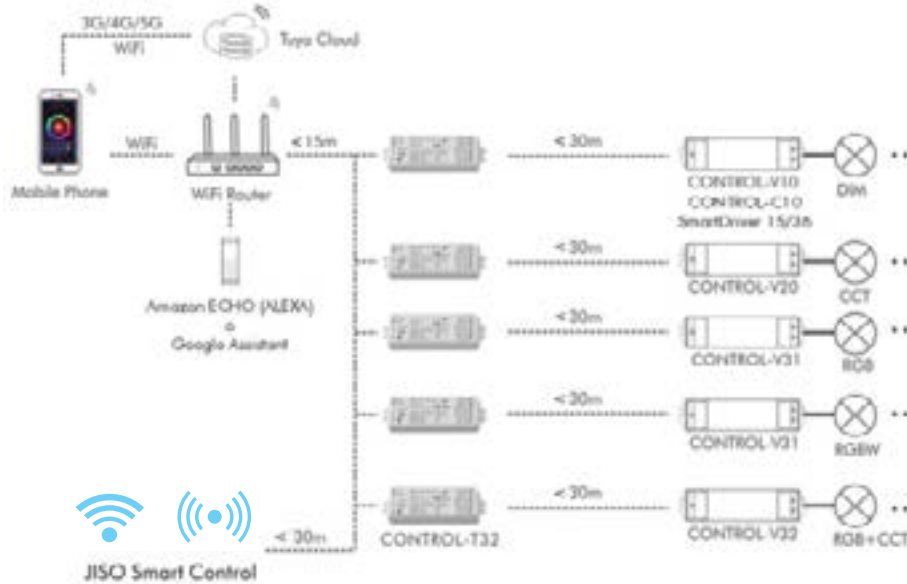 3G/4G/5G
WiFi
Tuya Cloud
WiFi
< 15m
< 30m
Mobile Phone
WiFi Router
CONTROL-V10
CONTROL-C10
SmartDriver 15/36
DIM
< 30m
CONTROL-V20
CCT
Amazon ECHO (ALEXA)
o
Google Assistant
< 30m
CONTROL-V31
RGB
< 30m
CONTROL-V31
RGBW
< 30m
< 30m
CONTROL-T32
CONTROL-V32
RGB+CCT
JISO Smart Control